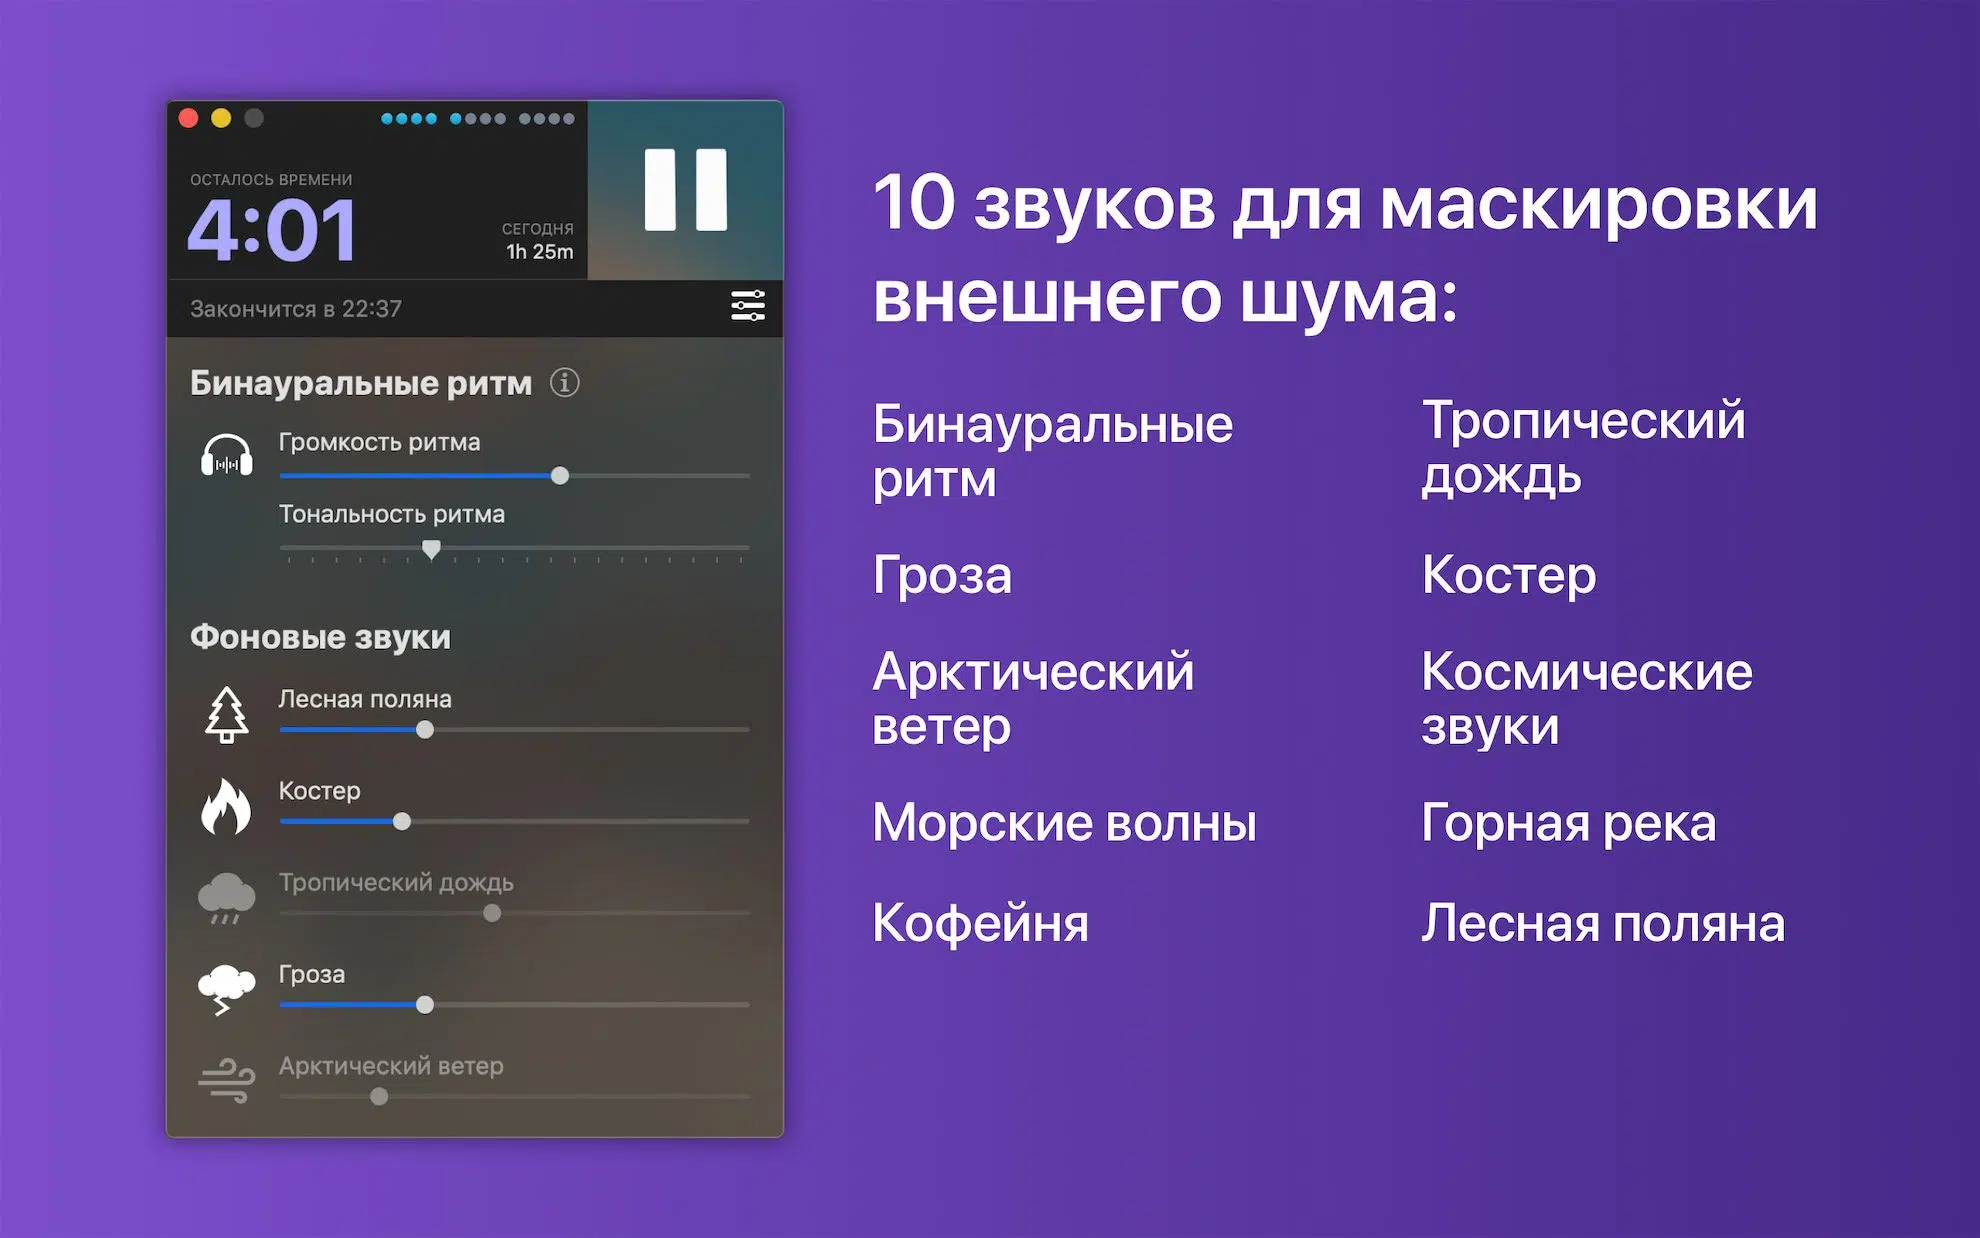 ОСТАЛОСЬ ВРЕМЕНИ
4:01
СЕГОДНЯ
1h 25m
Закончится в 22:37
Бинауральные ритм
Громкость ритма
Тональность ритма
Фоновые звуки
Лесная поляна
Костер
Тропический дождь
Гроза
Арктический ветер
10 звуков для маскировки
внешнего шума:
Бинауральные
ритм
Гроза
Арктический
ветер
Морские волны
Кофейня
Тропический
дождь
Костер
Космические
звуки
Горная река
Лесная поляна